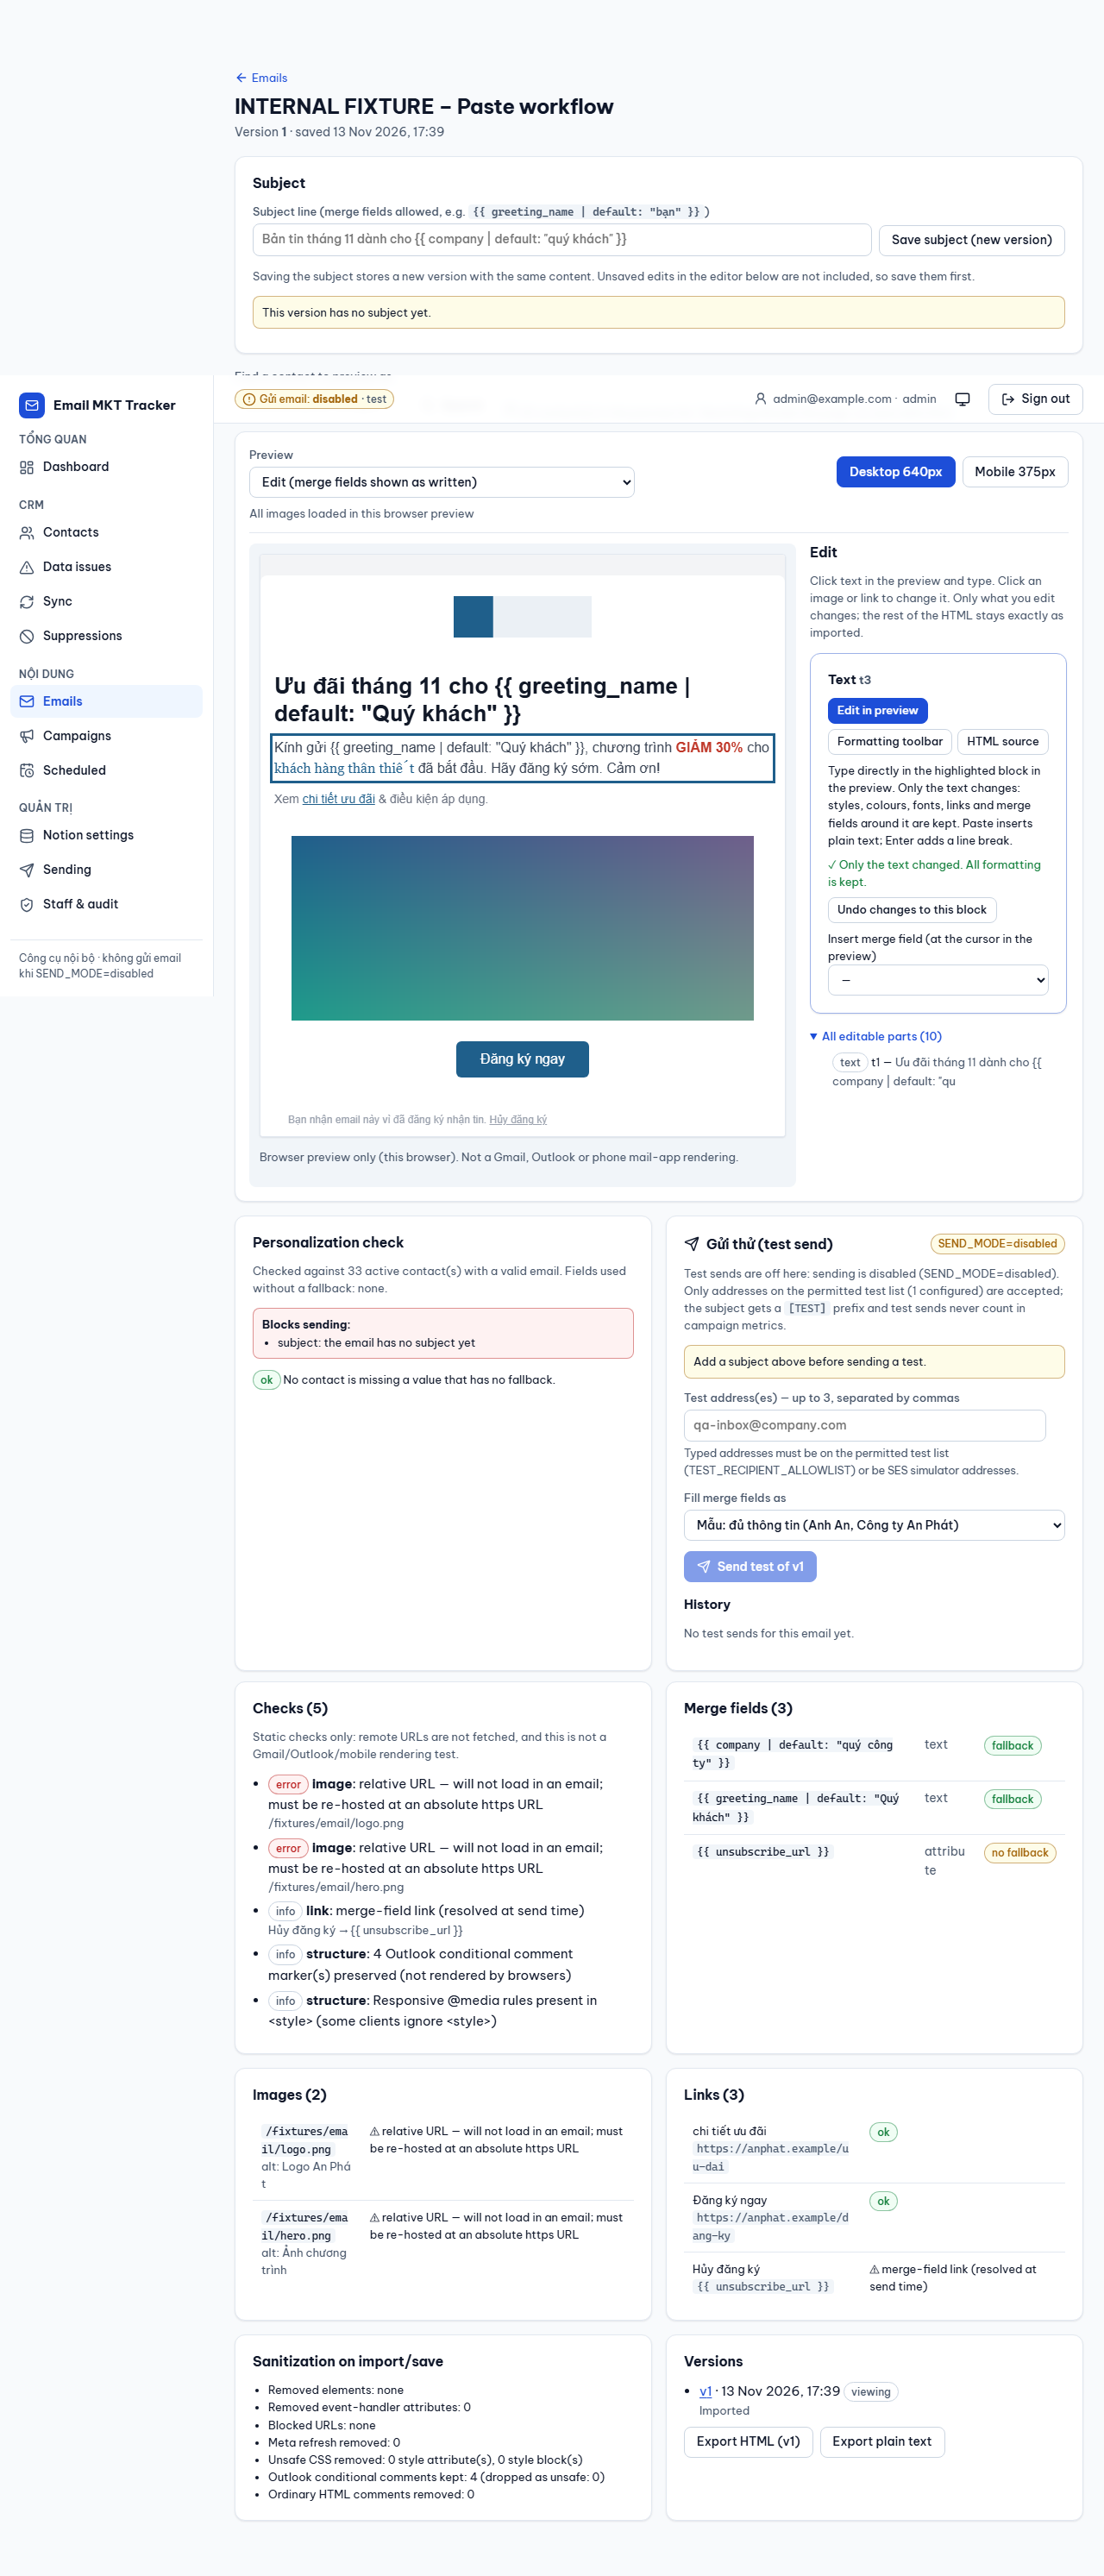 Emails
INTERNAL FIXTURE – Paste workflow
Version 1 · saved 13 Nov 2026, 17:39
Subject
Subject line (merge fields allowed, e.g. {{ greeting_name | default: "bạn" }} )
Bản tin tháng 11 dành cho {{ company | default: "quý khách" }}
Save subject (new version)
Saving the subject stores a new version with the same content. Unsaved edits in the editor below are not included, so save them first.
This version has no subject yet.
Email MKT Tracker
Gửi email: disabled · test
admin@example.com · admin
Sign out
TỔNG QUAN
Dashboard
CRM
Contacts
Data issues
Sync
Suppressions
NỘI DUNG
Emails
Campaigns
Scheduled
QUẢN TRỊ
Notion settings
Sending
Staff & audit
Công cụ nội bộ · không gửi email
khi SEND_MODE=disabled
Preview
Edit (merge fields shown as written)
Desktop 640px
Mobile 375px
All images loaded in this browser preview
Ưu đãi tháng 11 cho {{ greeting_name |
default: "Quý khách" }}
Kính gửi {{ greeting_name | default: "Quý khách" }}, chương trình GIẢM 30% cho
khách hàng thân thiết đã bắt đầu. Hãy đăng ký sớm. Cảm ơn!
Xem chi tiết ưu đãi & điều kiện áp dụng.
Đăng ký ngay
Bạn nhận email này vì đã đăng ký nhận tin. Hủy đăng ký
Browser preview only (this browser). Not a Gmail, Outlook or phone mail-app rendering.
Edit
Click text in the preview and type. Click an
image or link to change it. Only what you edit
changes; the rest of the HTML stays exactly as
imported.
Text t3
Edit in preview
Formatting toolbar
HTML source
Type directly in the highlighted block in
the preview. Only the text changes:
styles, colours, fonts, links and merge
fields around it are kept. Paste inserts
plain text; Enter adds a line break.
✓ Only the text changed. All formatting
is kept.
Undo changes to this block
Insert merge field (at the cursor in the
preview)
—
▼ All editable parts (10)
text t1 — Ưu đãi tháng 11 dành cho {{
company | default: "qu
Personalization check
Checked against 33 active contact(s) with a valid email. Fields used
without a fallback: none.
Blocks sending:
• subject: the email has no subject yet
ok No contact is missing a value that has no fallback.
Gửi thử (test send)
SEND_MODE=disabled
Test sends are off here: sending is disabled (SEND_MODE=disabled).
Only addresses on the permitted test list (1 configured) are accepted;
the subject gets a [TEST] prefix and test sends never count in
campaign metrics.
Add a subject above before sending a test.
Test address(es) — up to 3, separated by commas
qa-inbox@company.com
Typed addresses must be on the permitted test list
(TEST_RECIPIENT_ALLOWLIST) or be SES simulator addresses.
Fill merge fields as
Mẫu: đủ thông tin (Anh An, Công ty An Phát)
Send test of v1
History
No test sends for this email yet.
Checks (5)
Static checks only: remote URLs are not fetched, and this is not a
Gmail/Outlook/mobile rendering test.
• error image: relative URL — will not load in an email;
must be re-hosted at an absolute https URL
/fixtures/email/logo.png
• error image: relative URL — will not load in an email;
must be re-hosted at an absolute https URL
/fixtures/email/hero.png
• info link: merge-field link (resolved at send time)
Hủy đăng ký → {{ unsubscribe_url }}
• info structure: 4 Outlook conditional comment
marker(s) preserved (not rendered by browsers)
• info structure: Responsive @media rules present in
<style> (some clients ignore <style>)
Merge fields (3)
{{ company | default: "quý công
ty" }}
text
fallback
{{ greeting_name | default: "Quý
khách" }}
text
fallback
{{ unsubscribe_url }}
attribu
te
no fallback
Images (2)
/fixtures/ema
il/logo.png
alt: Logo An Phá
t
⚠ relative URL — will not load in an email; must
be re-hosted at an absolute https URL
/fixtures/ema
il/hero.png
alt: Ảnh chương
trình
⚠ relative URL — will not load in an email; must
be re-hosted at an absolute https URL
Links (3)
chi tiết ưu đãi
https://anphat.example/u
u-dai
ok
Đăng ký ngay
https://anphat.example/d
ang-ky
ok
Hủy đăng ký
{{ unsubscribe_url }}
⚠ merge-field link (resolved at
send time)
Sanitization on import/save
• Removed elements: none
• Removed event-handler attributes: 0
• Blocked URLs: none
• Meta refresh removed: 0
• Unsafe CSS removed: 0 style attribute(s), 0 style block(s)
• Outlook conditional comments kept: 4 (dropped as unsafe: 0)
• Ordinary HTML comments removed: 0
Versions
• v1 · 13 Nov 2026, 17:39 viewing
Imported
Export HTML (v1)
Export plain text